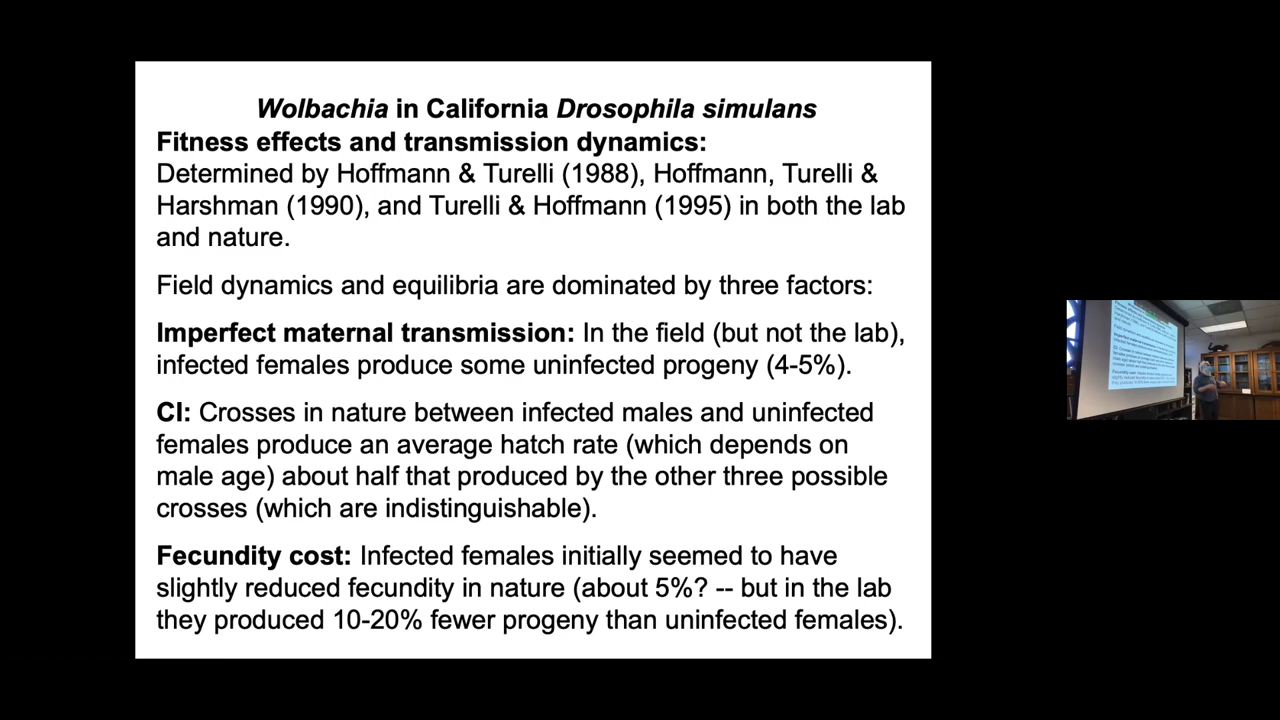 Wolbachia in California Drosophila simulans
Fitness effects and transmission dynamics:
Determined by Hoffmann & Turelli (1988), Hoffmann, Turelli &
Harshman (1990), and Turelli & Hoffmann (1995) in both the lab
and nature.
Field dynamics and equilibria are dominated by three factors:
Imperfect maternal transmission: In the field (but not the lab),
infected females produce some uninfected progeny (4-5%).
CI: Crosses in nature between infected males and uninfected
females produce an average hatch rate (which depends on
male age) about half that produced by the other three possible
crosses (which are indistinguishable).
Fecundity cost: Infected females initially seemed to have
slightly reduced fecundity in nature (about 5%? -- but in the lab
they produced 10-20% fewer progeny than uninfected females).